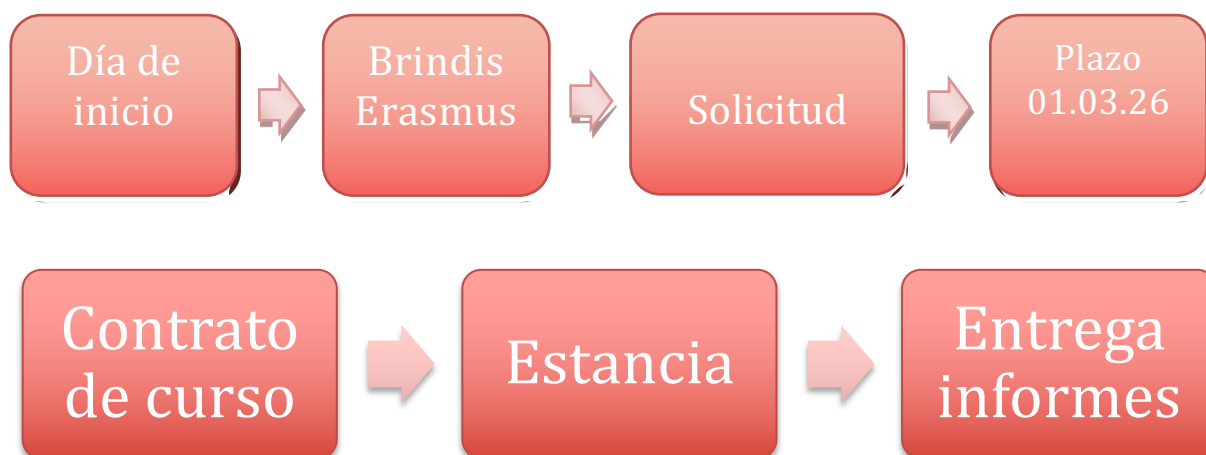 Día de
inicio
Brindis
Erasmus
Solicitud
Plazo
01.03.26
Contrato
de curso
Estancia
Entrega
informes